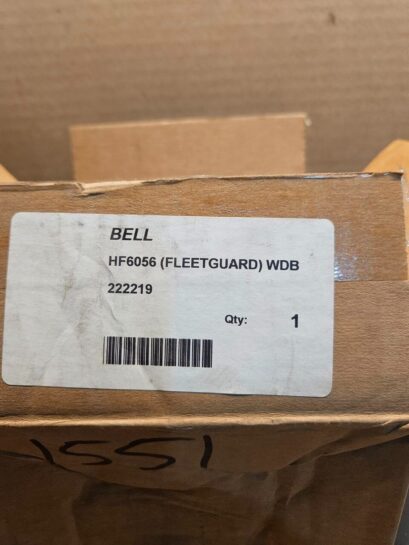 BELL
HF6056 (FLEETGUARD) WDB
222219
Qty: 1
1551